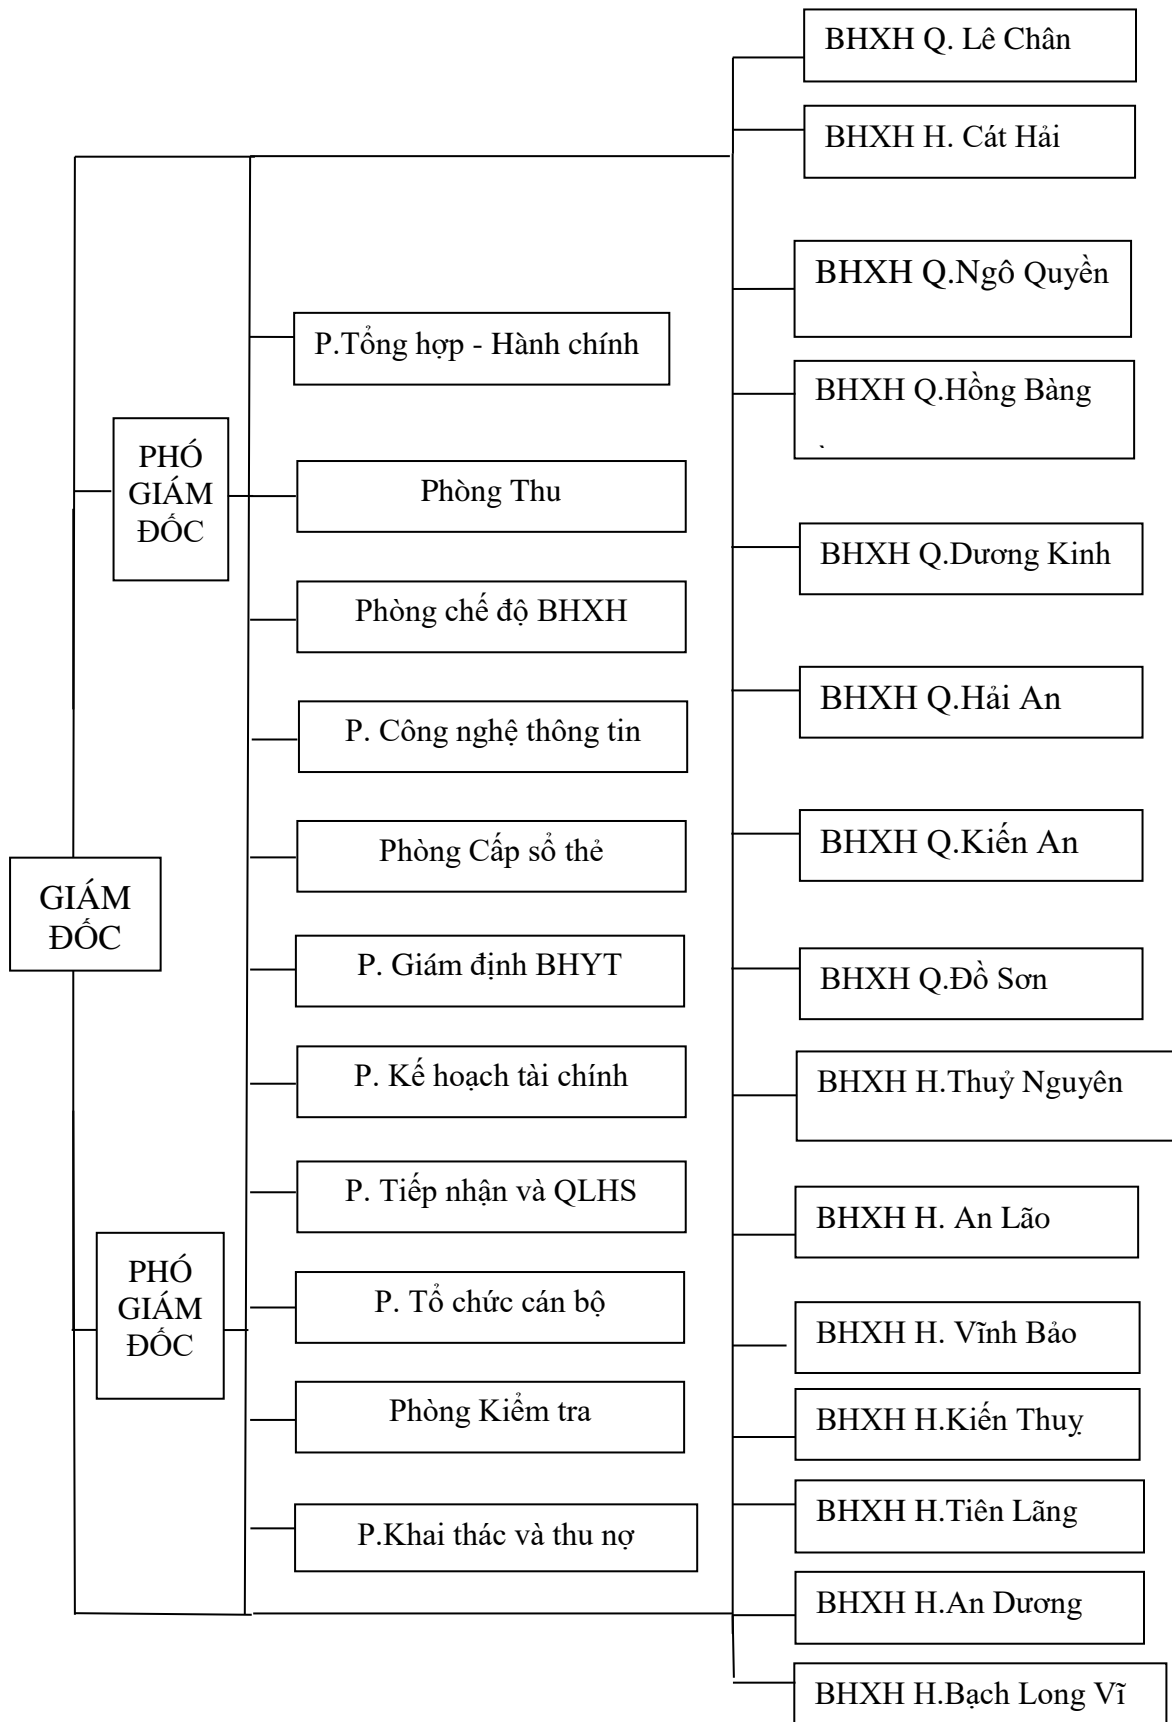 GIÁM
ĐỐC
PHÓ
GIÁM
ĐỐC
PHÓ
GIÁM
ĐỐC
P.Tổng hợp - Hành chính
Phòng Thu
Phòng chế độ BHXH
P. Công nghệ thông tin
Phòng Cấp sổ thẻ
P. Giám định BHYT
P. Kế hoạch tài chính
P. Tiếp nhận và QLHS
P. Tổ chức cán bộ
Phòng Kiểm tra
P.Khai thác và thu nợ
BHXH Q. Lê Chân
BHXH H. Cát Hải
BHXH Q.Ngô Quyền
BHXH Q.Hồng Bàng
BHXH Q.Dương Kinh
BHXH Q.Hải An
BHXH Q.Kiến An
BHXH Q.Đồ Sơn
BHXH H.Thuỷ Nguyên
BHXH H. An Lão
BHXH H. Vĩnh Bảo
BHXH H.Kiến Thuỵ
BHXH H.Tiên Lãng
BHXH H.An Dương
BHXH H.Bạch Long Vĩ